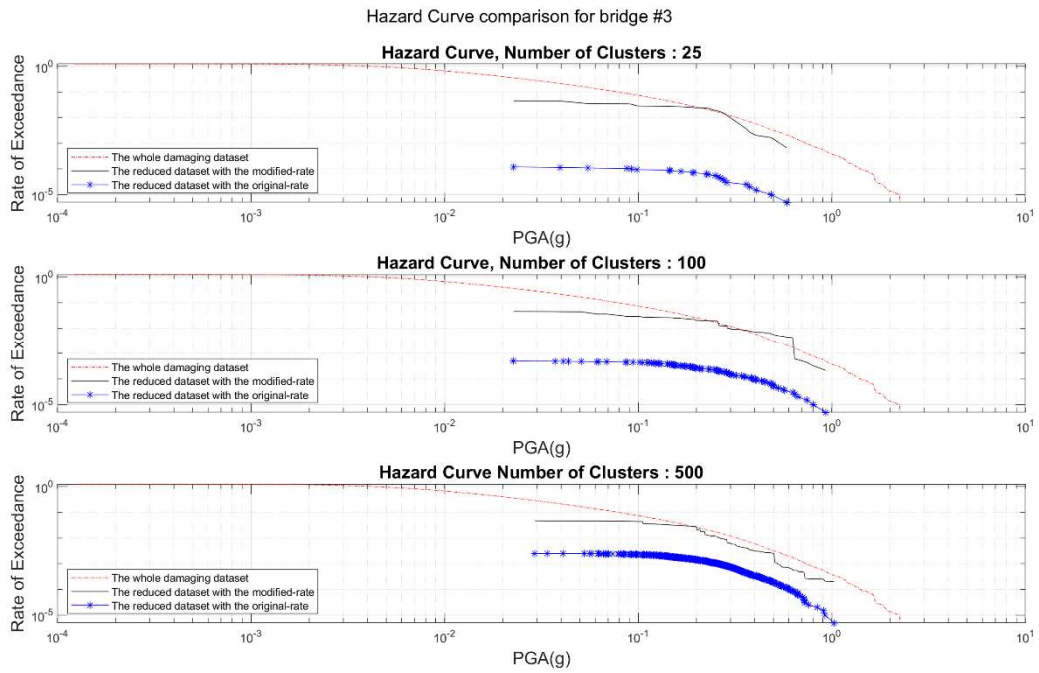 Hazard Curve comparison for bridge #3
Hazard Curve, Number of Clusters : 25
Rate of Exceedance
10^0
10^-5
The whole damaging dataset
The reduced dataset with the modified-rate
The reduced dataset with the original-rate
10^-4 10^-3 10^-2 10^-1 10^0 10^1
PGA(g)
Hazard Curve, Number of Clusters : 100
Rate of Exceedance
10^0
10^-5
The whole damaging dataset
The reduced dataset with the modified-rate
The reduced dataset with the original-rate
10^-4 10^-3 10^-2 10^-1 10^0 10^1
PGA(g)
Hazard Curve Number of Clusters : 500
Rate of Exceedance
10^0
10^-5
The whole damaging dataset
The reduced dataset with the modified-rate
The reduced dataset with the original-rate
10^-4 10^-3 10^-2 10^-1 10^0 10^1
PGA(g)